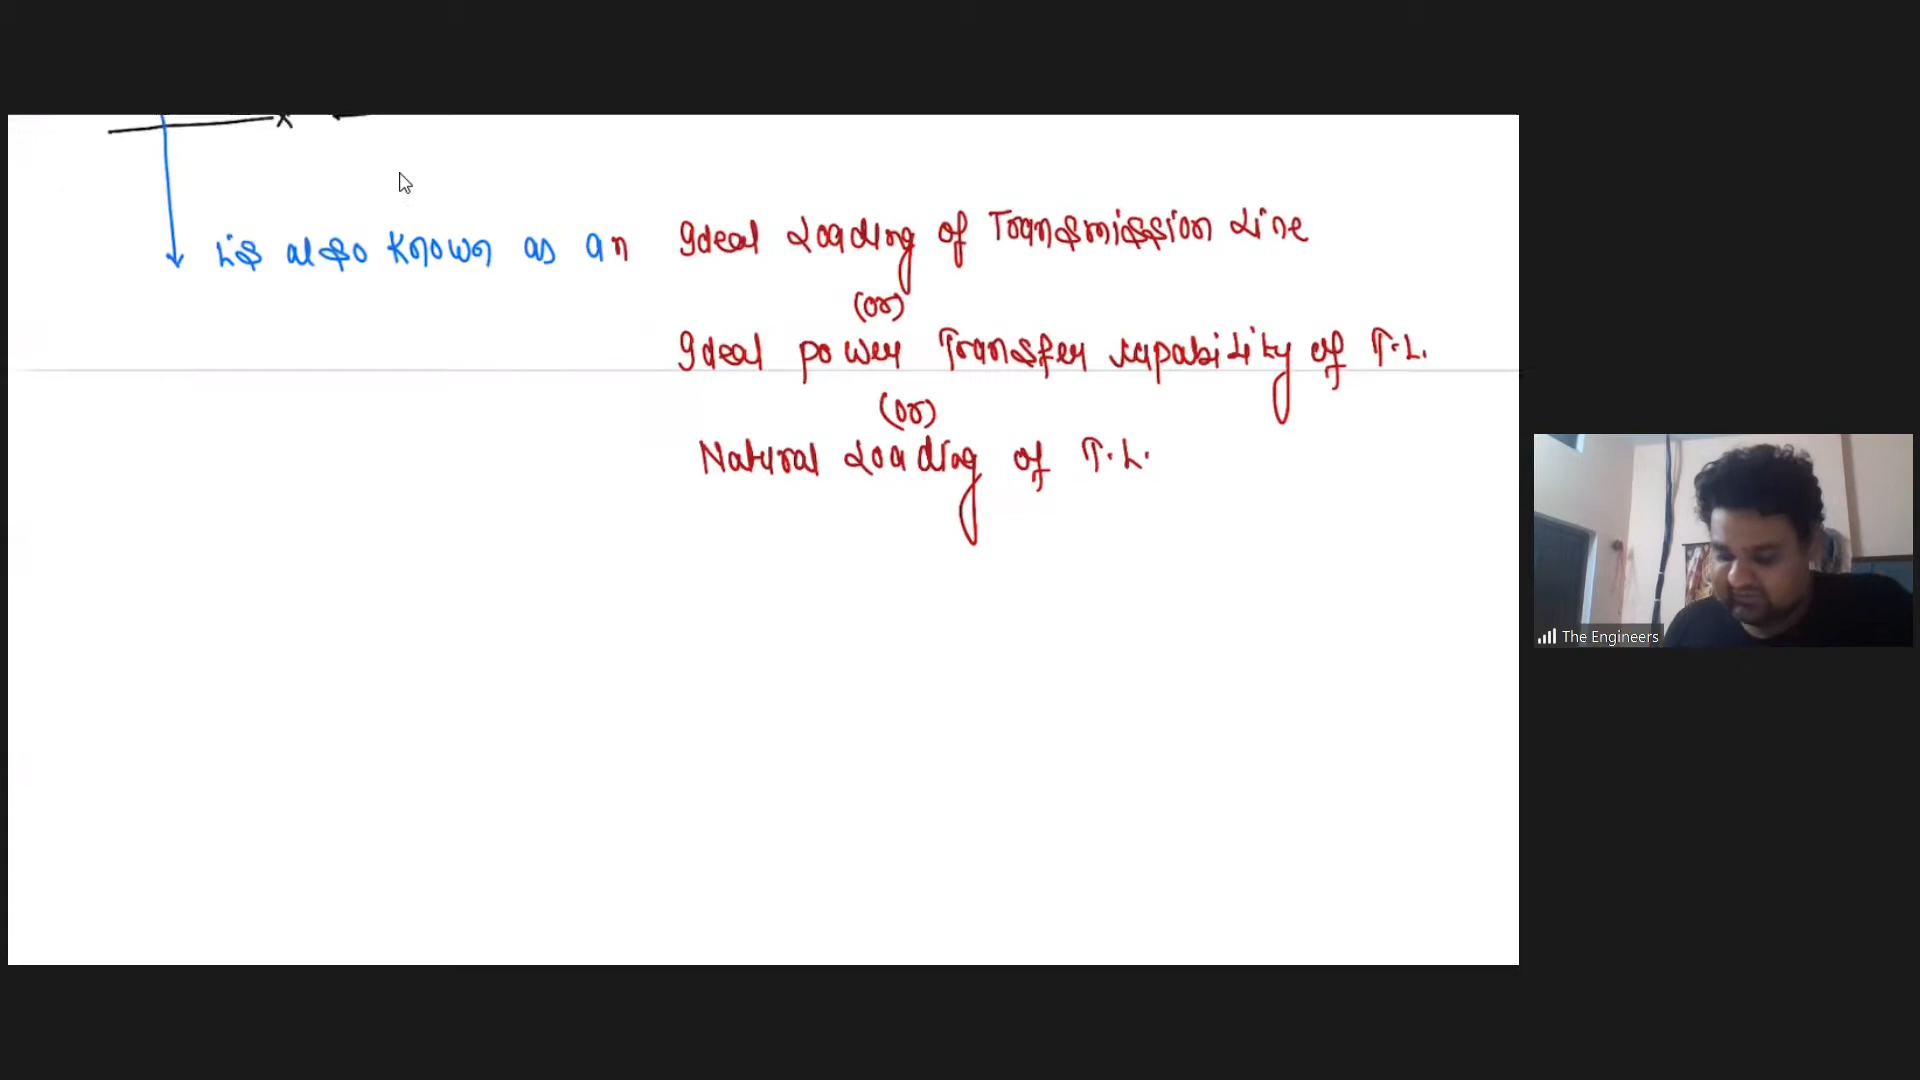 is also known as an Ideal Loading of Transmission Line
(or)
Ideal power Transfer capability of T.L.
(or)
Natural Loading of T.L.
The Engineers